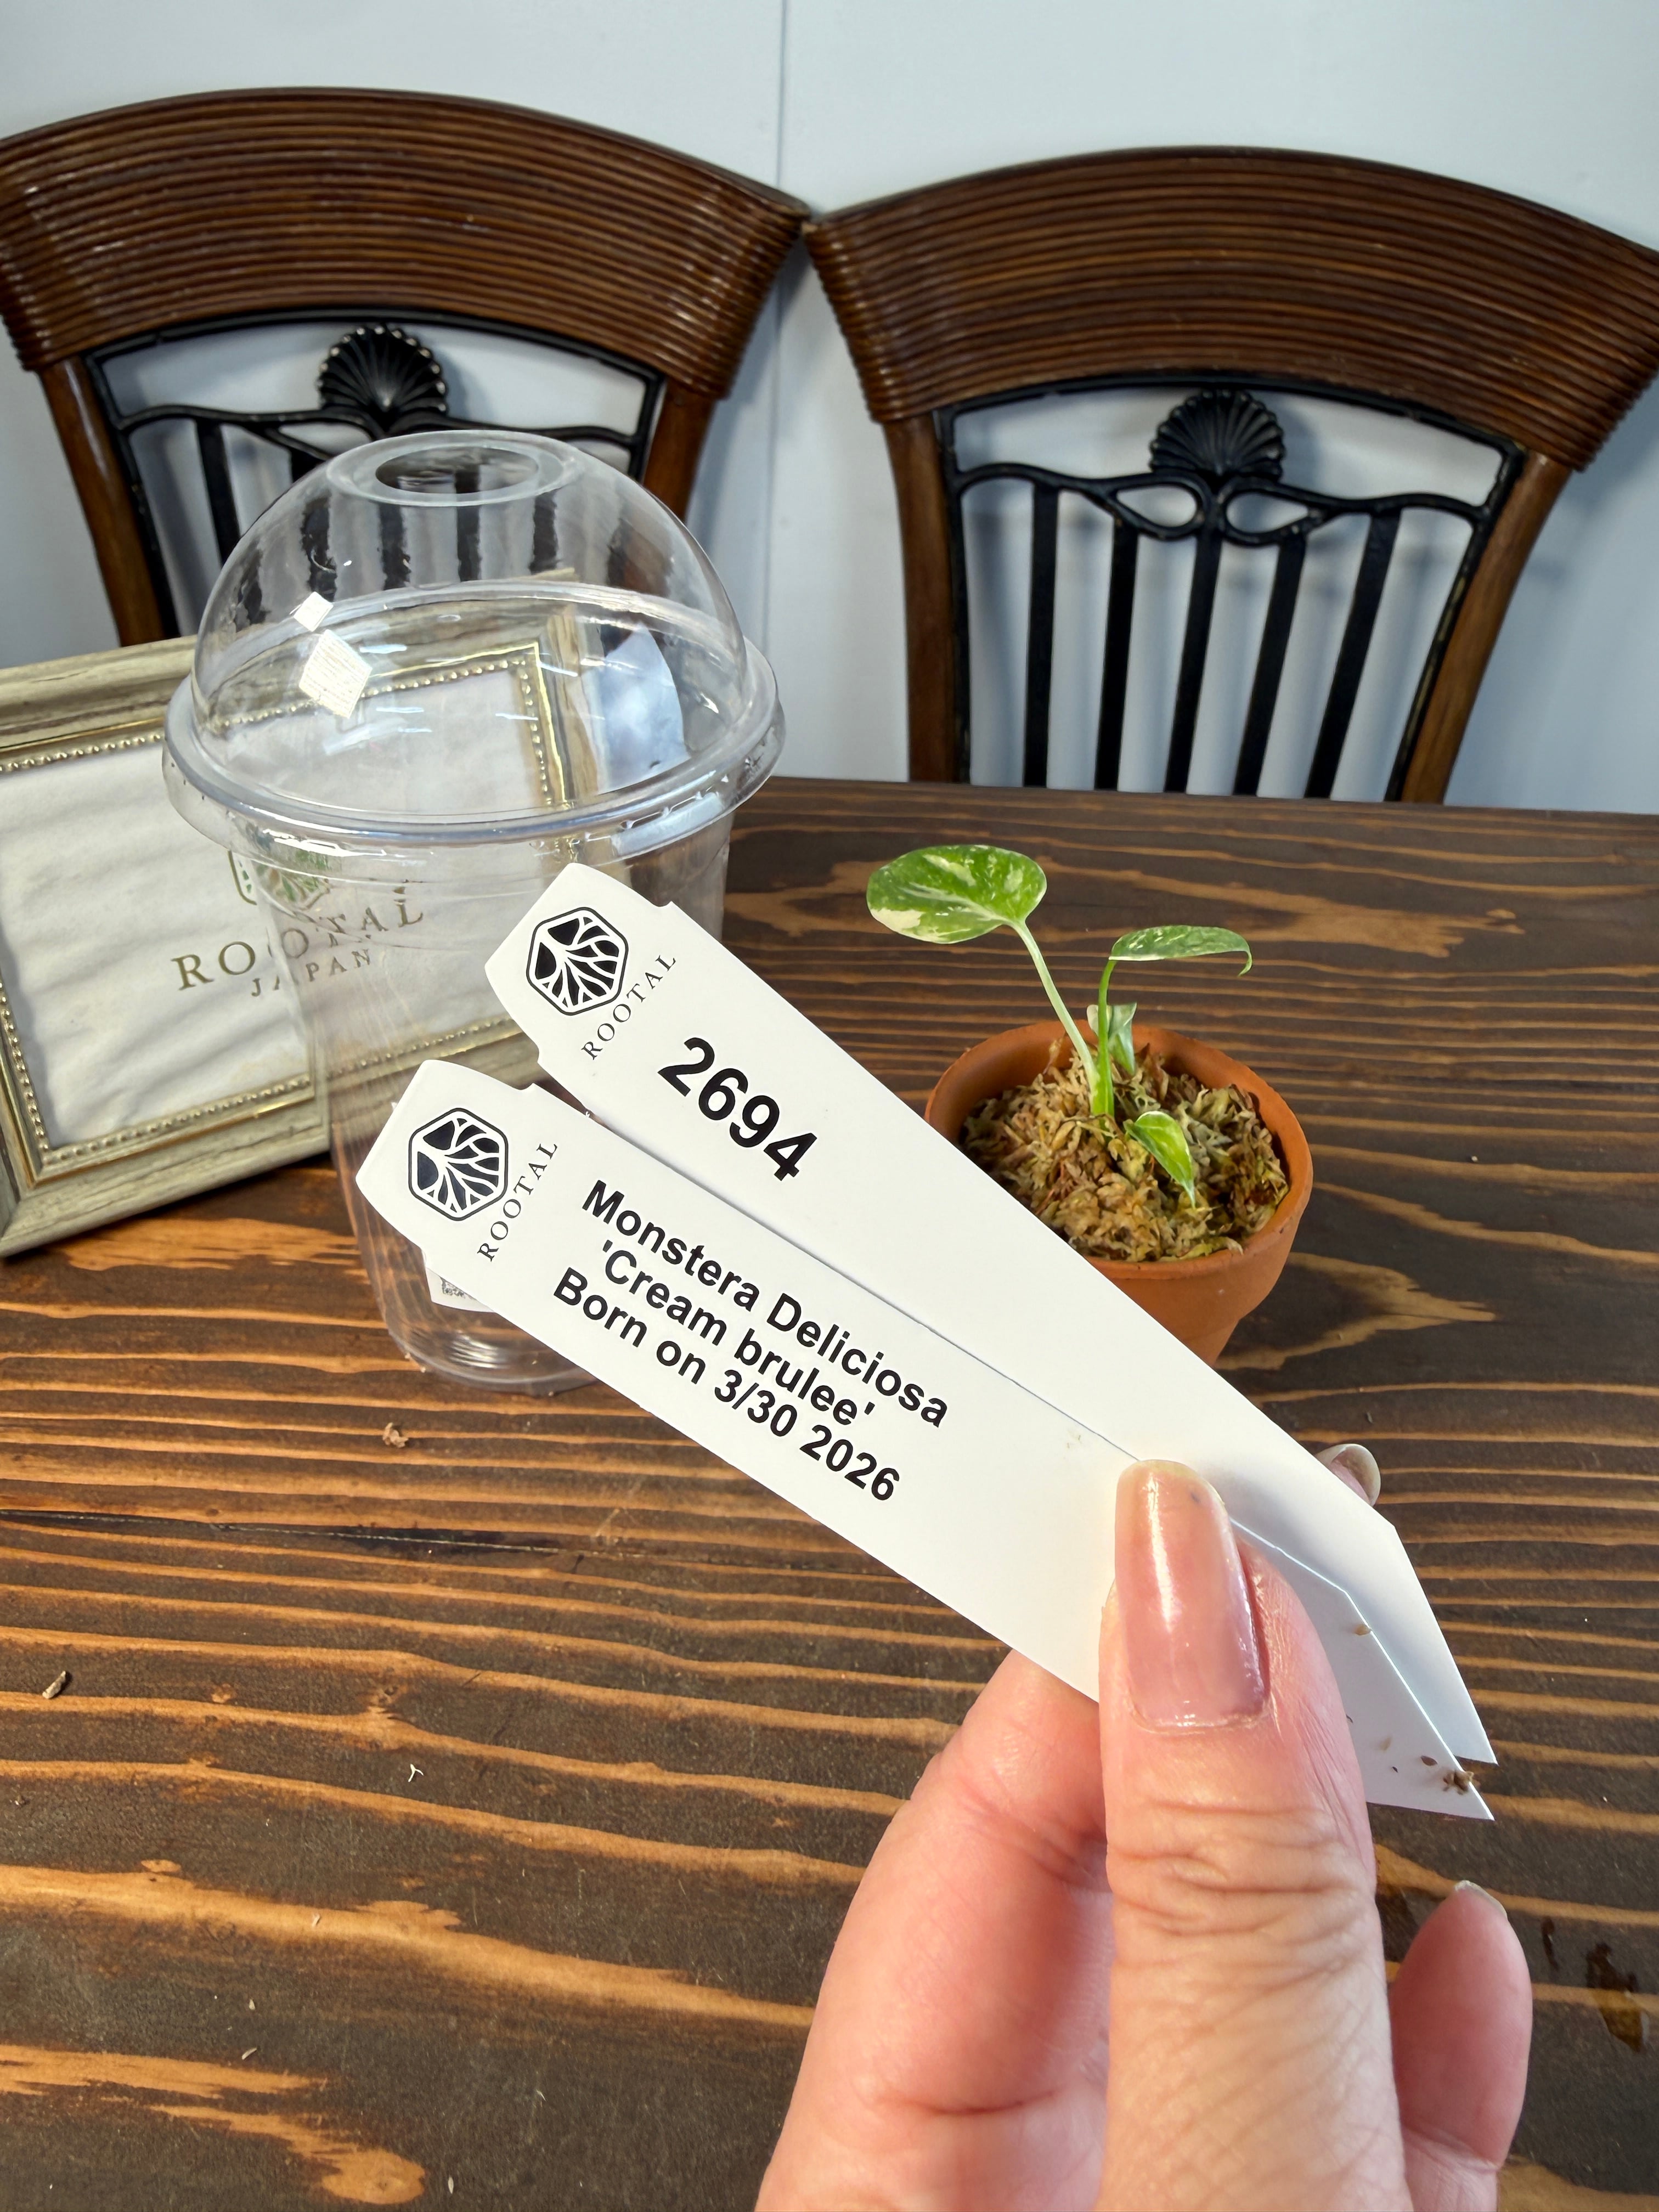 ROOTAL
JAPAN
ROOTAL
2694
ROOTAL
Monstera Deliciosa
'Cream brulee'
Born on 3/30 2026